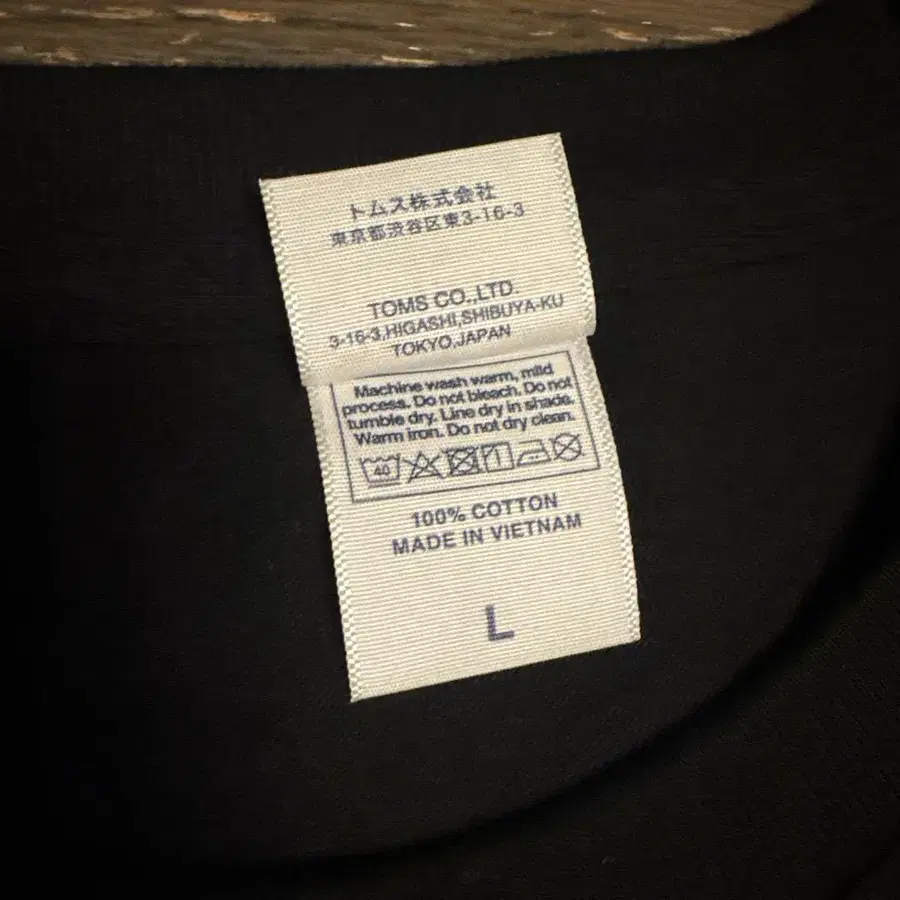 トムス株式会社
東京都渋谷区東3-16-3
TOMS CO.,LTD.
3-16-3,HIGASHI,SHIBUYA-KU
TOKYO,JAPAN
Machine wash warm, mild
process. Do not bleach. Do not
tumble dry. Line dry in shade.
Warm iron. Do not dry clean.
40
100% COTTON
MADE IN VIETNAM
L